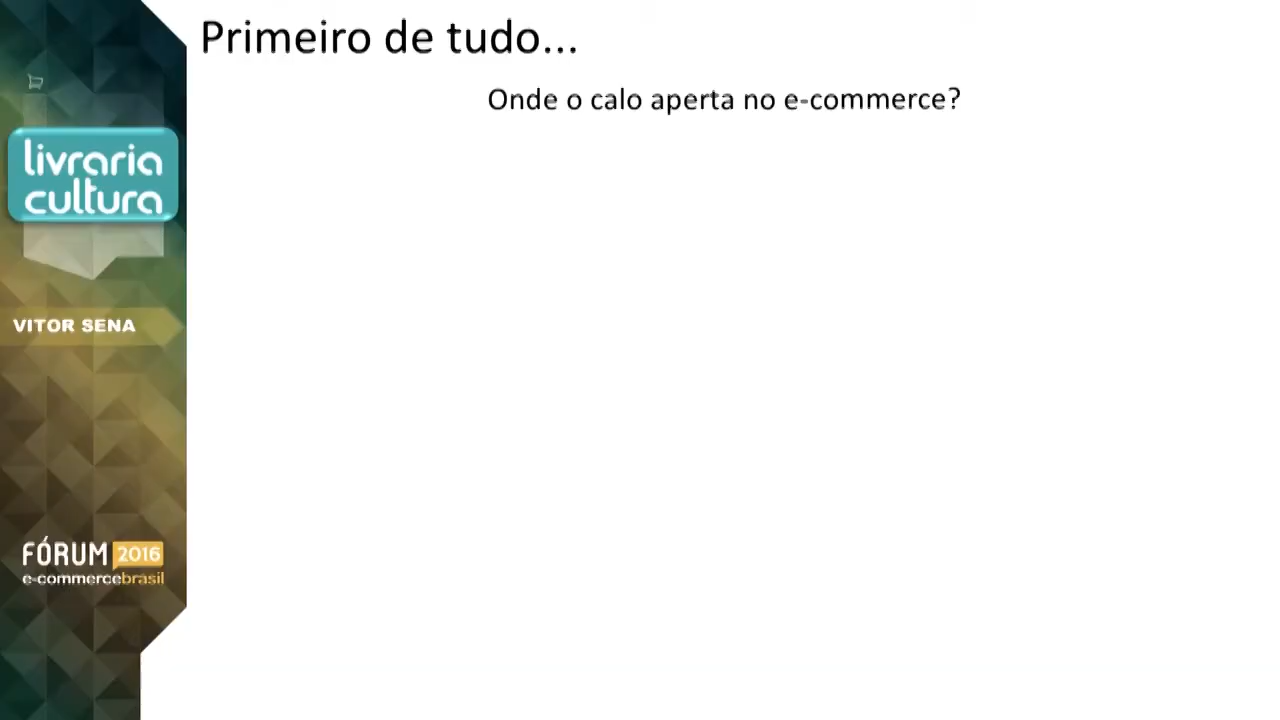 Primeiro de tudo...
Onde o calo aperta no e-commerce?
livraria
cultura
VITOR SENA
FÓRUM 2016
e-commercebrasil